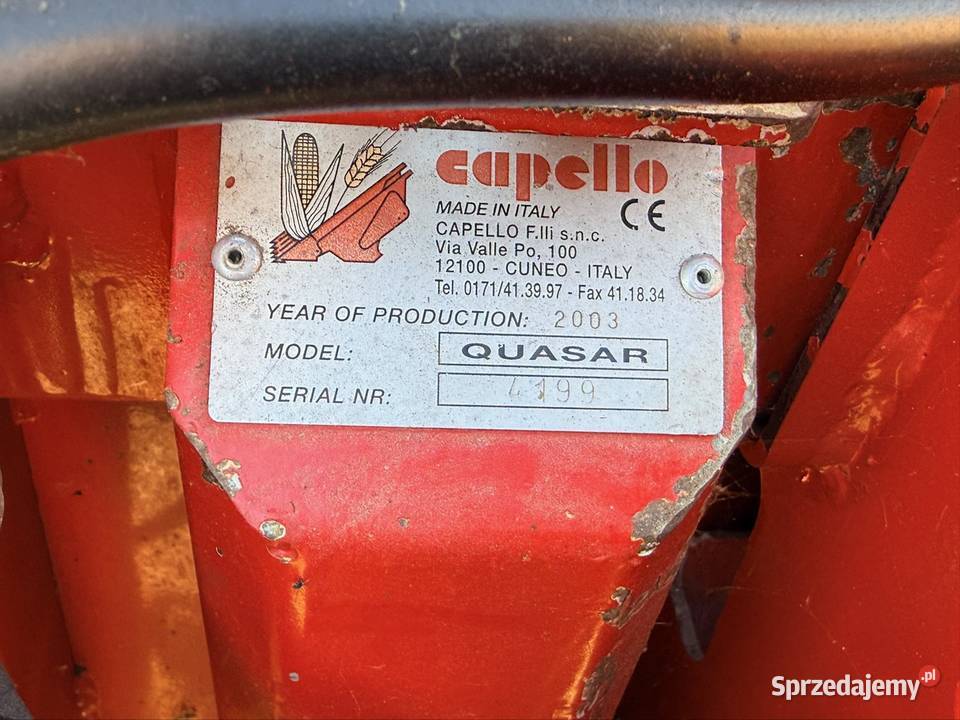 capello
MADE IN ITALY CE
CAPELLO F.lli s.n.c.
Via Valle Po, 100
12100 - CUNEO - ITALY
Tel. 0171/41.39.97 - Fax 41.18.34
YEAR OF PRODUCTION: 2003
MODEL: QUASAR
SERIAL NR: 4199
Sprzedajemy.pl